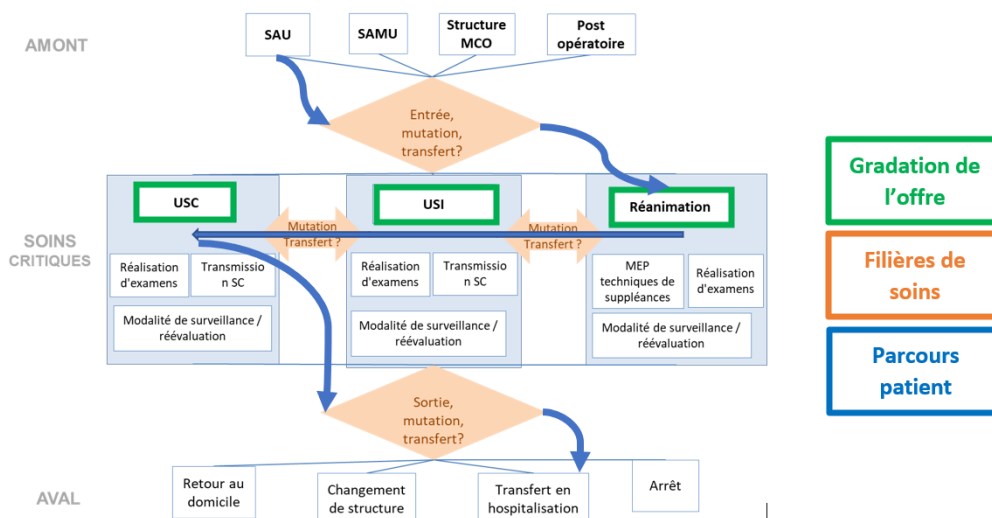 AMONT
SAU
SAMU
Structure
MCO
Post
opératoire
Entrée,
mutation,
transfert?
SOINS
CRITIQUES
USC
USI
Réanimation
Mutation
Transfert ?
Mutation
Transfert ?
Réalisation
d'examens
Transmissio
n SC
Modalité de surveillance /
réévaluation
Réalisation
d'examens
Transmissio
n SC
Modalité de surveillance /
réévaluation
MEP
techniques de
suppléances
Réalisation
d'examens
Modalité de surveillance /
réévaluation
Sortie,
mutation,
transfert?
AVAL
Retour au
domicile
Changement
de structure
Transfert en
hospitalisation
Arrêt
Gradation de
l’offre
Filières de
soins
Parcours
patient